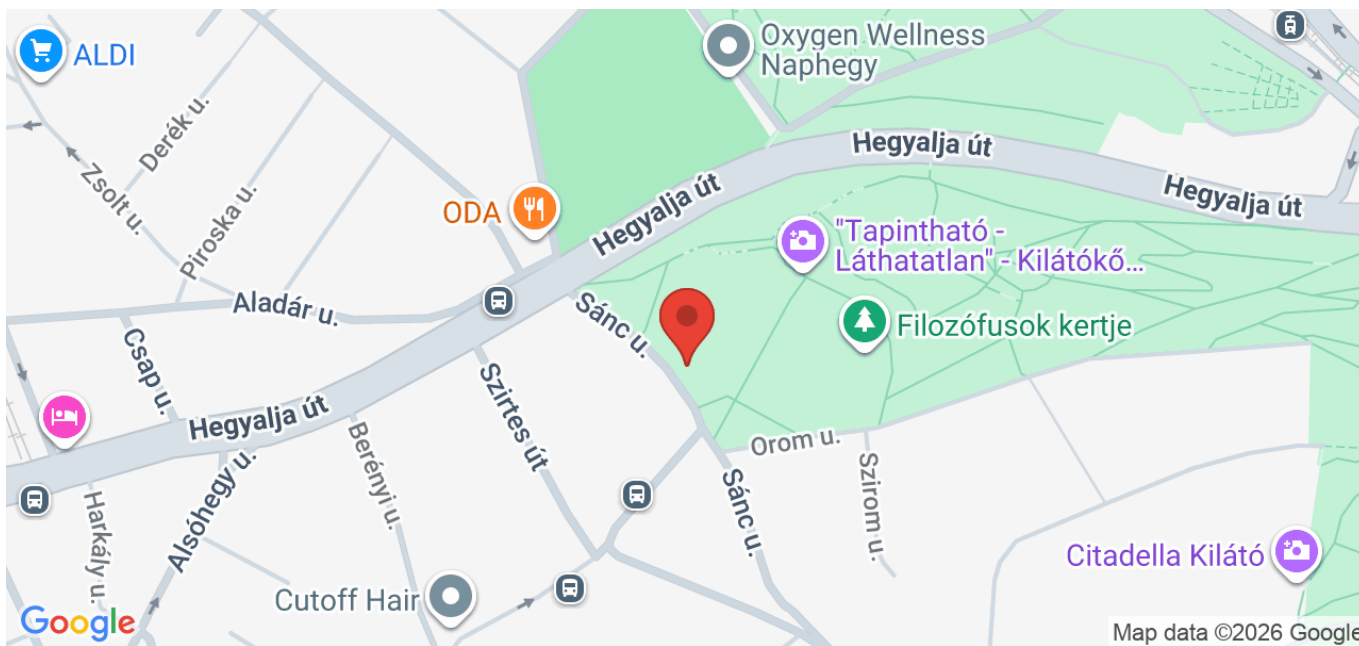 Oxygen Wellness
Naphegy
ALDI
Derék u.
Zsolt u.
Piroska u.
Hegyalja út
Hegyalja út
Hegyalja út
ODA
"Tapintható -
Láthatatlan" - Kilátókő...
Aladár u.
Sánc u.
Filozófusok kertje
Csap u.
Szirtes út
Hegyalja út
Berényi u.
Orom u.
Szirom u.
Alsóhegy u.
Harkály u.
Sánc u.
Citadella Kilátó
Cutoff Hair
Google
Map data ©2026 Google